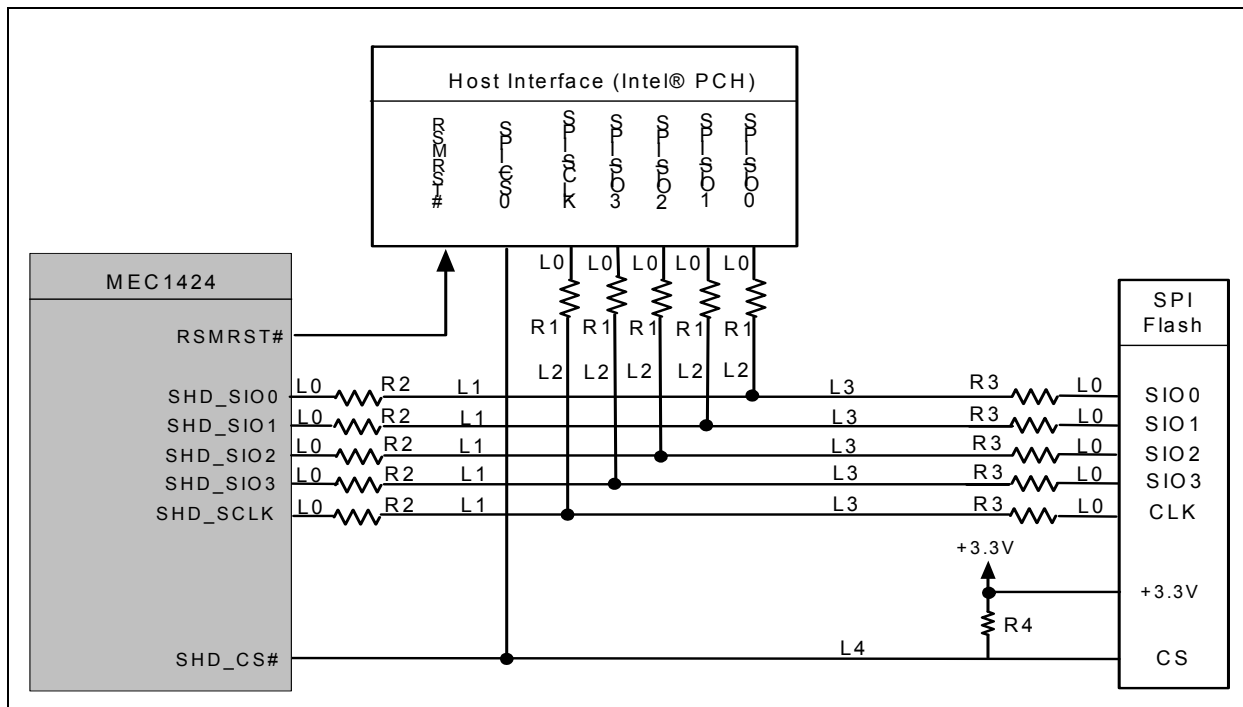 Host Interface (Intel® PCH)
RSMRST#
SPI_CS0
SPI_SCLK
SPI_SIO3
SPI_SIO2
SPI_SIO1
SPI_SIO0
L0 L0 L0 L0 L0
R1 R1 R1 R1 R1
L2 L2 L2 L2 L2
MEC1424
RSMRST#
SPI
Flash
SHD_SIO0 L0 R2 L1 L3 R3 L0 SIO0
SHD_SIO1 L0 R2 L1 L3 R3 L0 SIO1
SHD_SIO2 L0 R2 L1 L3 R3 L0 SIO2
SHD_SIO3 L0 R2 L1 L3 R3 L0 SIO3
SHD_SCLK L0 R2 L1 L3 R3 L0 CLK
+3.3V
+3.3V
R4
SHD_CS# L4 CS